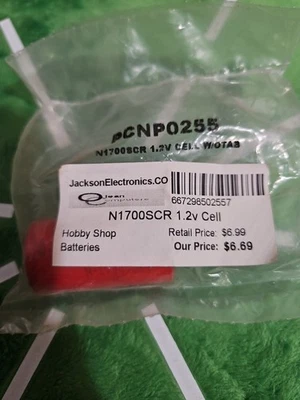 PCNP0255
N1700SCR 1.2V CELL W/OTAB
JacksonElectronics.CO
667298502557
N1700SCR 1.2v Cell
Hobby Shop Retail Price: $6.99
Batteries Our Price: $6.69